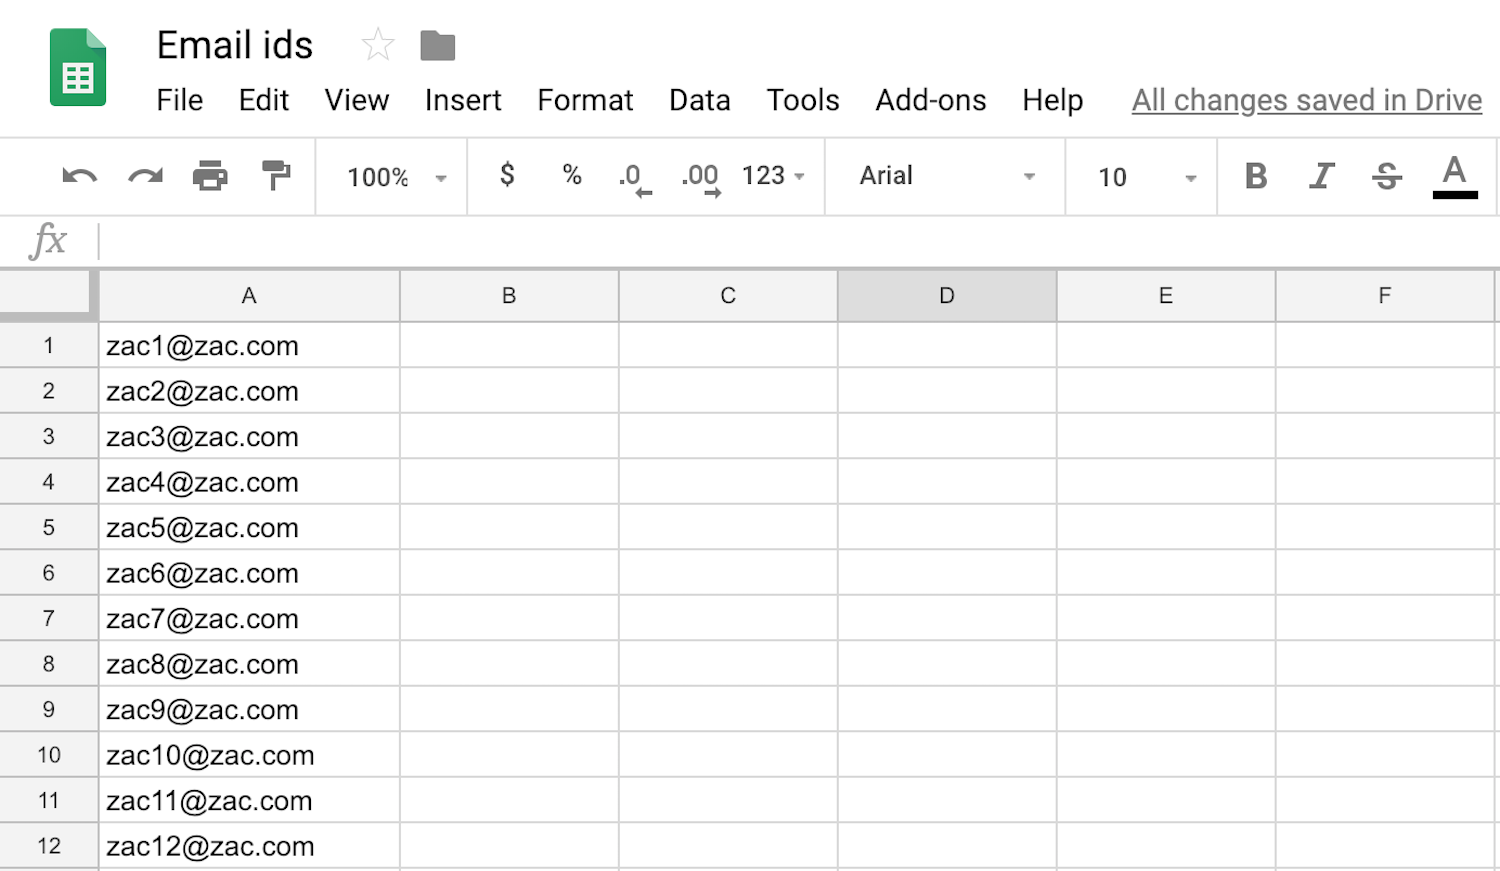 Email ids
File Edit View Insert Format Data Tools Add-ons Help All changes saved in Drive
100% $ % .0 .00 123 Arial 10 B I S A
fx
A B C D E F
1 zac1@zac.com
2 zac2@zac.com
3 zac3@zac.com
4 zac4@zac.com
5 zac5@zac.com
6 zac6@zac.com
7 zac7@zac.com
8 zac8@zac.com
9 zac9@zac.com
10 zac10@zac.com
11 zac11@zac.com
12 zac12@zac.com